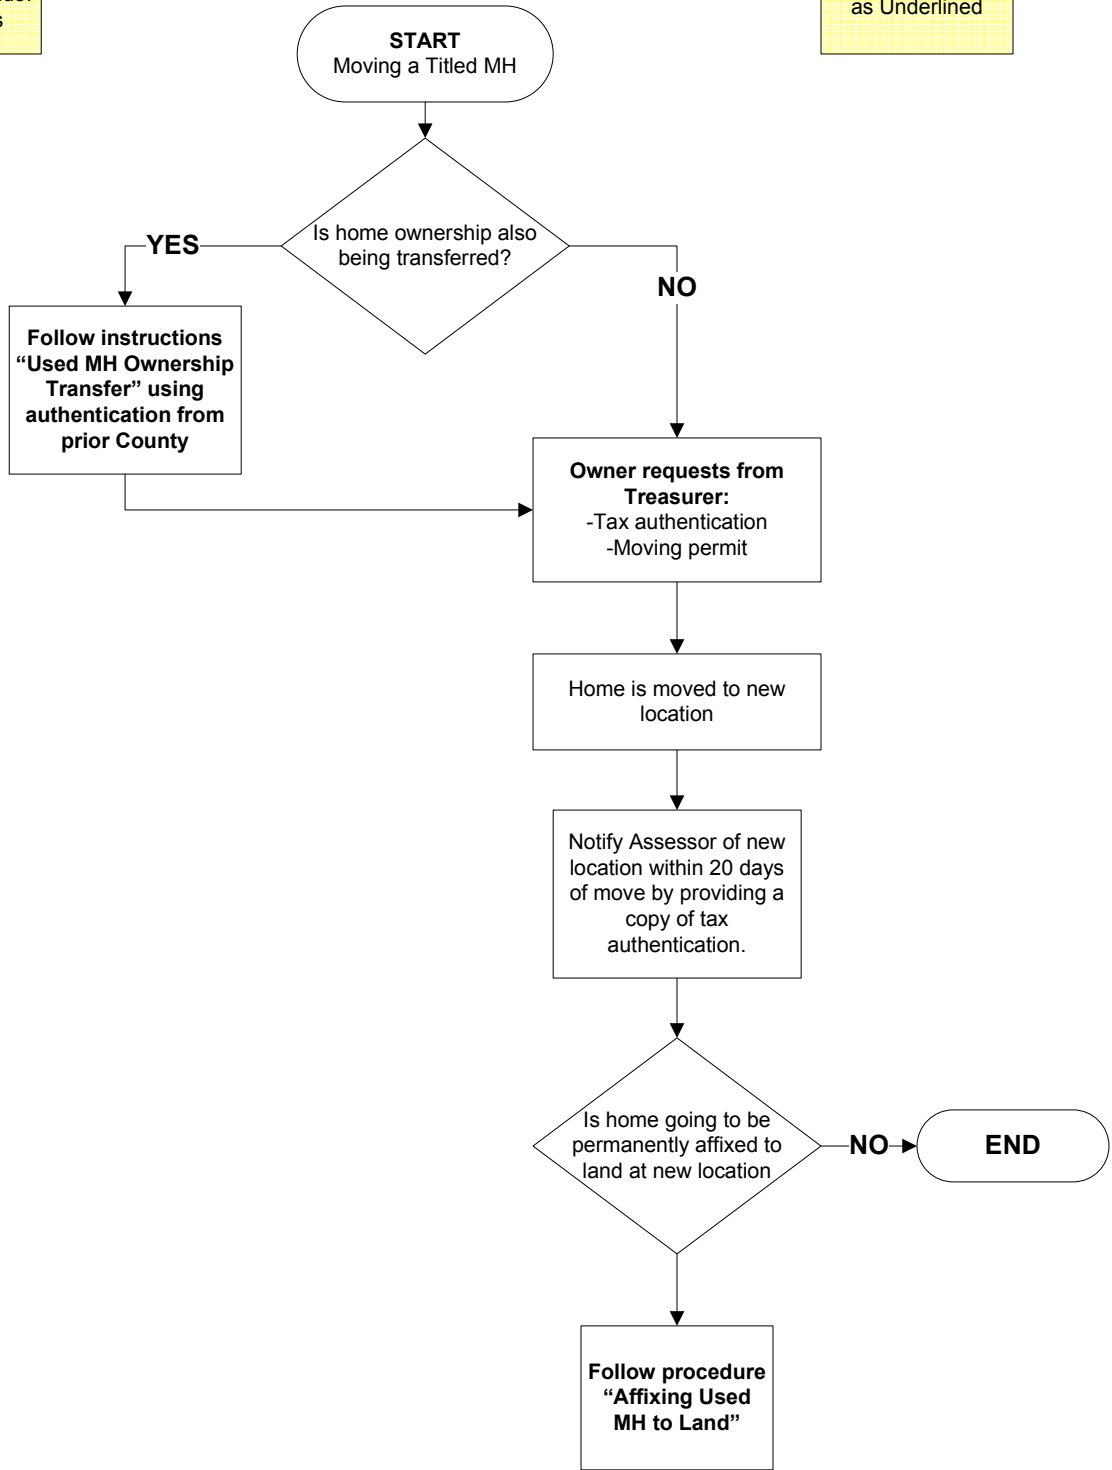 s
as Underlined
START
Moving a Titled MH
Is home ownership also
being transferred?
YES
NO
Follow instructions
“Used MH Ownership
Transfer” using
authentication from
prior County
Owner requests from
Treasurer:
-Tax authentication
-Moving permit
Home is moved to new
location
Notify Assessor of new
location within 20 days
of move by providing a
copy of tax
authentication.
Is home going to be
permanently affixed to
land at new location
NO
END
Follow procedure
“Affixing Used
MH to Land”